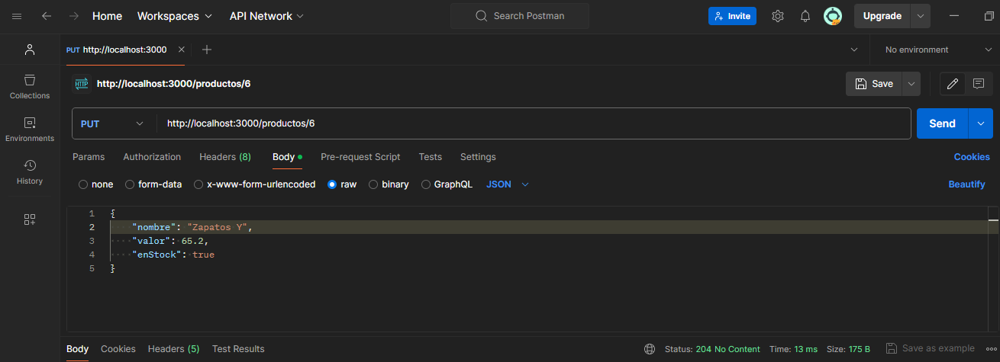 Home Workspaces API Network Search Postman Invite Upgrade
PUT http://localhost:3000 No environment
HTTP http://localhost:3000/productos/6 Save
PUT http://localhost:3000/productos/6 Send
Params Authorization Headers (8) Body Pre-request Script Tests Settings Cookies
none form-data x-www-form-urlencoded raw binary GraphQL JSON Beautify
Collections
Environments
History
1 {
2 "nombre": "Zapatos Y",
3 "valor": 65.2,
4 "enStock": true
5 }
Body Cookies Headers (5) Test Results Status: 204 No Content Time: 13 ms Size: 175 B Save as example